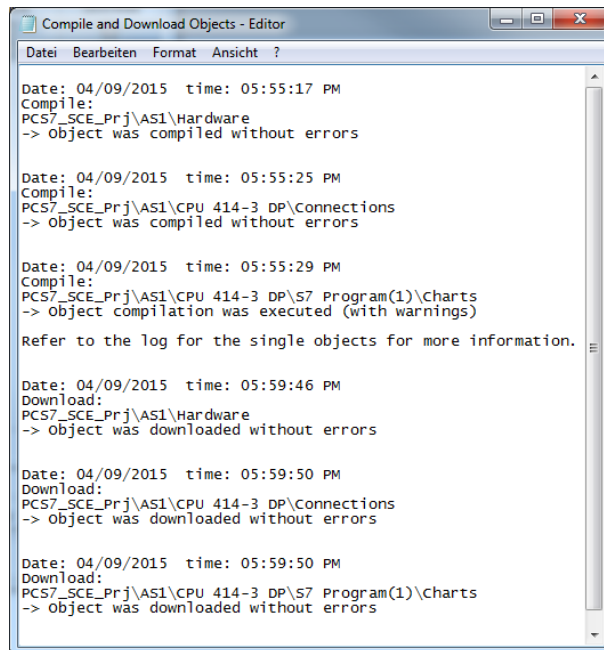 Compile and Download Objects - Editor
Datei Bearbeiten Format Ansicht ?
Date: 04/09/2015  time: 05:55:17 PM
Compile:
PCS7_SCE_Prj\AS1\Hardware
-> Object was compiled without errors
Date: 04/09/2015  time: 05:55:25 PM
Compile:
PCS7_SCE_Prj\AS1\CPU 414-3 DP\Connections
-> Object was compiled without errors
Date: 04/09/2015  time: 05:55:29 PM
Compile:
PCS7_SCE_Prj\AS1\CPU 414-3 DP\S7 Program(1)\Charts
-> Object compilation was executed (with warnings)
Refer to the log for the single objects for more information.
Date: 04/09/2015  time: 05:59:46 PM
Download:
PCS7_SCE_Prj\AS1\Hardware
-> Object was downloaded without errors
Date: 04/09/2015  time: 05:59:50 PM
Download:
PCS7_SCE_Prj\AS1\CPU 414-3 DP\Connections
-> Object was downloaded without errors
Date: 04/09/2015  time: 05:59:50 PM
Download:
PCS7_SCE_Prj\AS1\CPU 414-3 DP\S7 Program(1)\Charts
-> Object was downloaded without errors